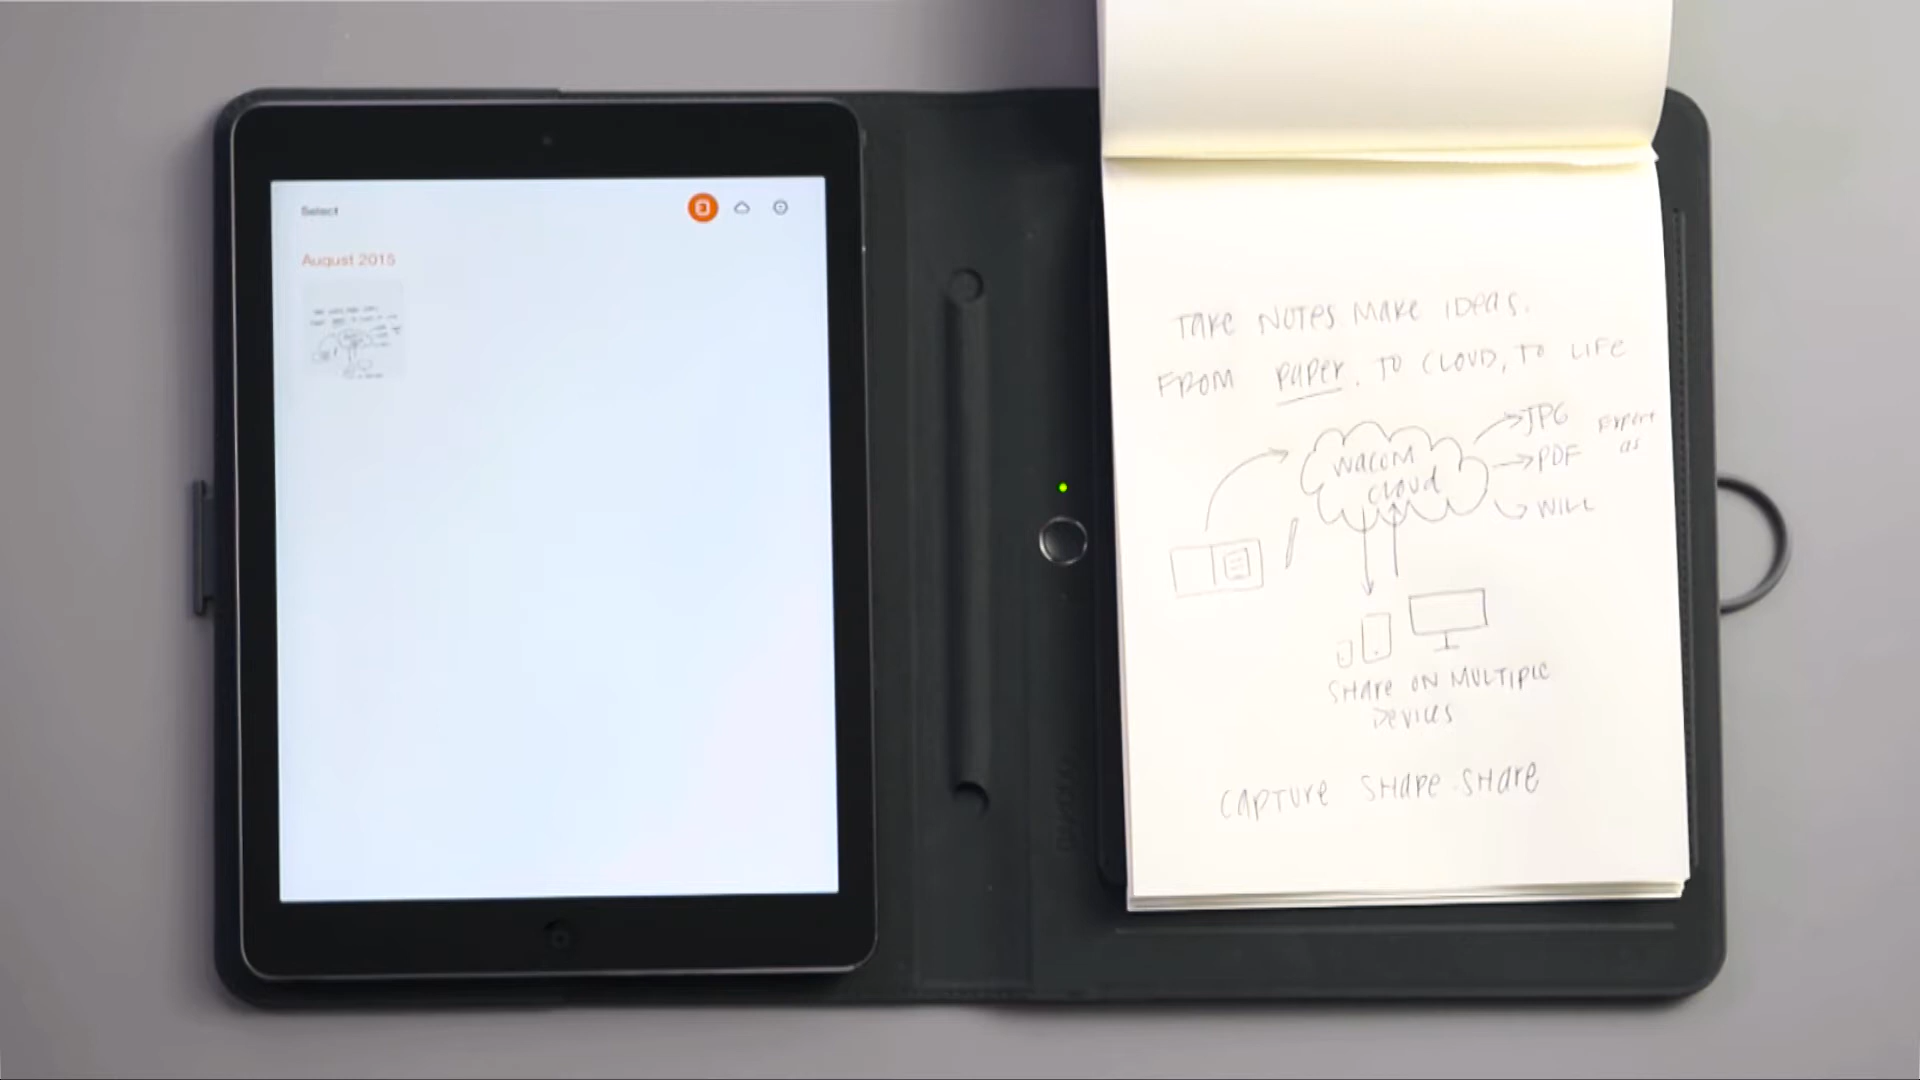 Select
August 2015
TAKE NOTES MAKE IDEAS.
FROM PAPER. TO CLOUD, TO LIFE
WACOM
CLOUD
JPG
PDF
WILL
Export
as
SHARE ON MULTIPLE
DEVICES
CAPTURE SHAPE.SHARE